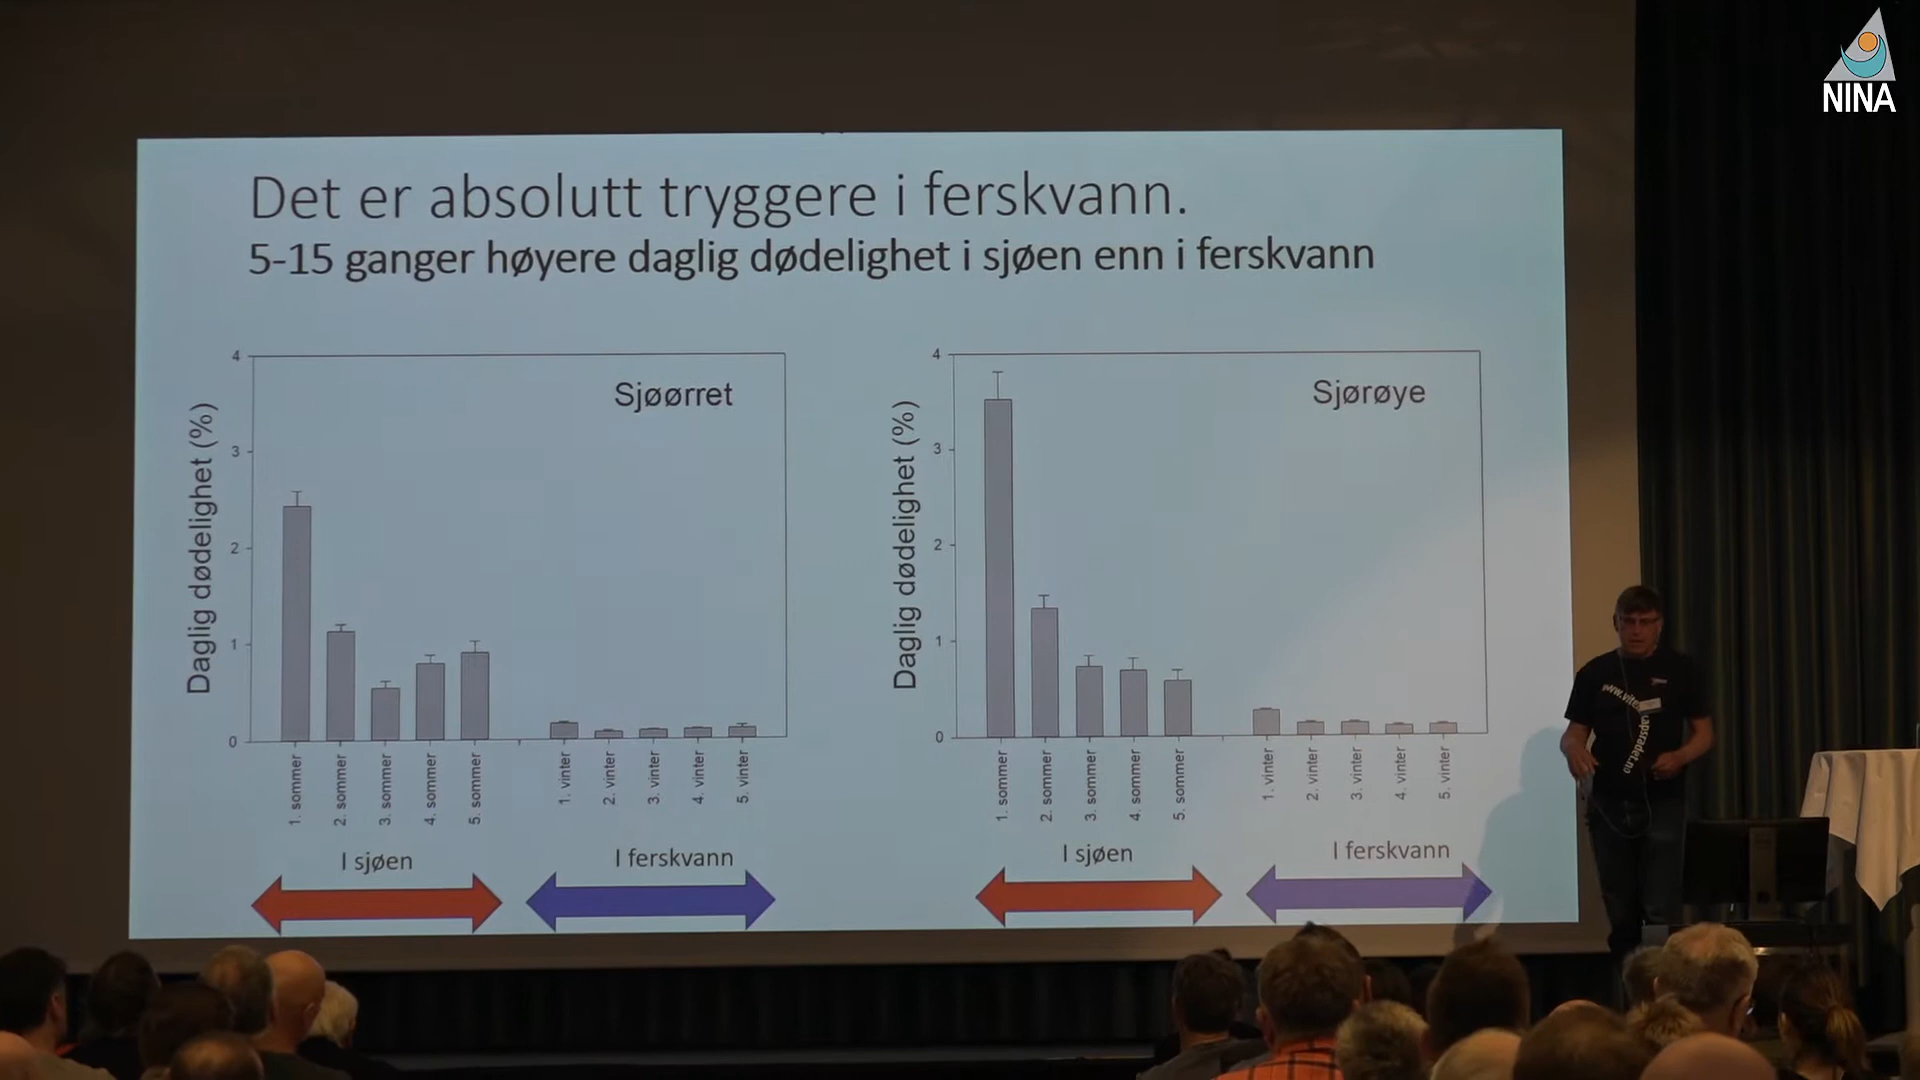 NINA
Det er absolutt tryggere i ferskvann.
5-15 ganger høyere daglig dødelighet i sjøen enn i ferskvann
Sjøørret
Daglig dødelighet (%)
4
3
2
1
0
1. sommer
2. sommer
3. sommer
4. sommer
5. sommer
1. vinter
2. vinter
3. vinter
4. vinter
5. vinter
I sjøen
I ferskvann
Sjørøye
Daglig dødelighet (%)
4
3
2
1
0
1. sommer
2. sommer
3. sommer
4. sommer
5. sommer
1. vinter
2. vinter
3. vinter
4. vinter
5. vinter
I sjøen
I ferskvann